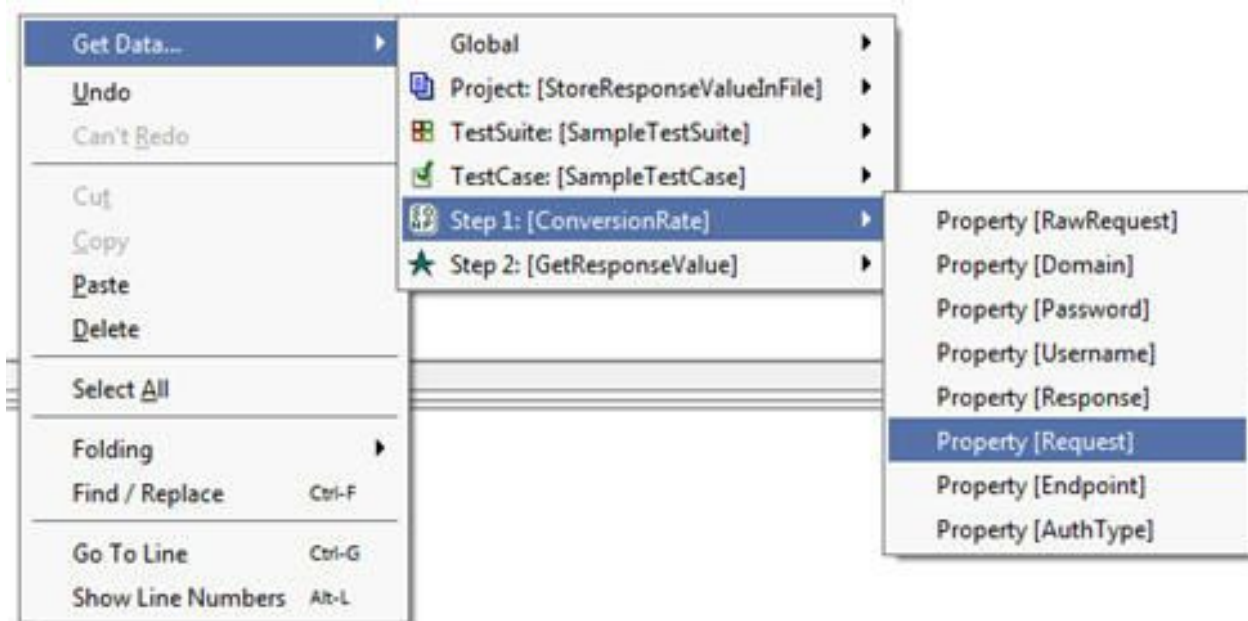 Get Data...
Undo
Can't Redo
Cut
Copy
Paste
Delete
Select All
Folding
Find / Replace Ctrl-F
Go To Line Ctrl-G
Show Line Numbers Alt-L
Global
Project: [StoreResponseValueInFile]
TestSuite: [SampleTestSuite]
TestCase: [SampleTestCase]
Step 1: [ConversionRate]
Step 2: [GetResponseValue]
Property [RawRequest]
Property [Domain]
Property [Password]
Property [Username]
Property [Response]
Property [Request]
Property [Endpoint]
Property [AuthType]